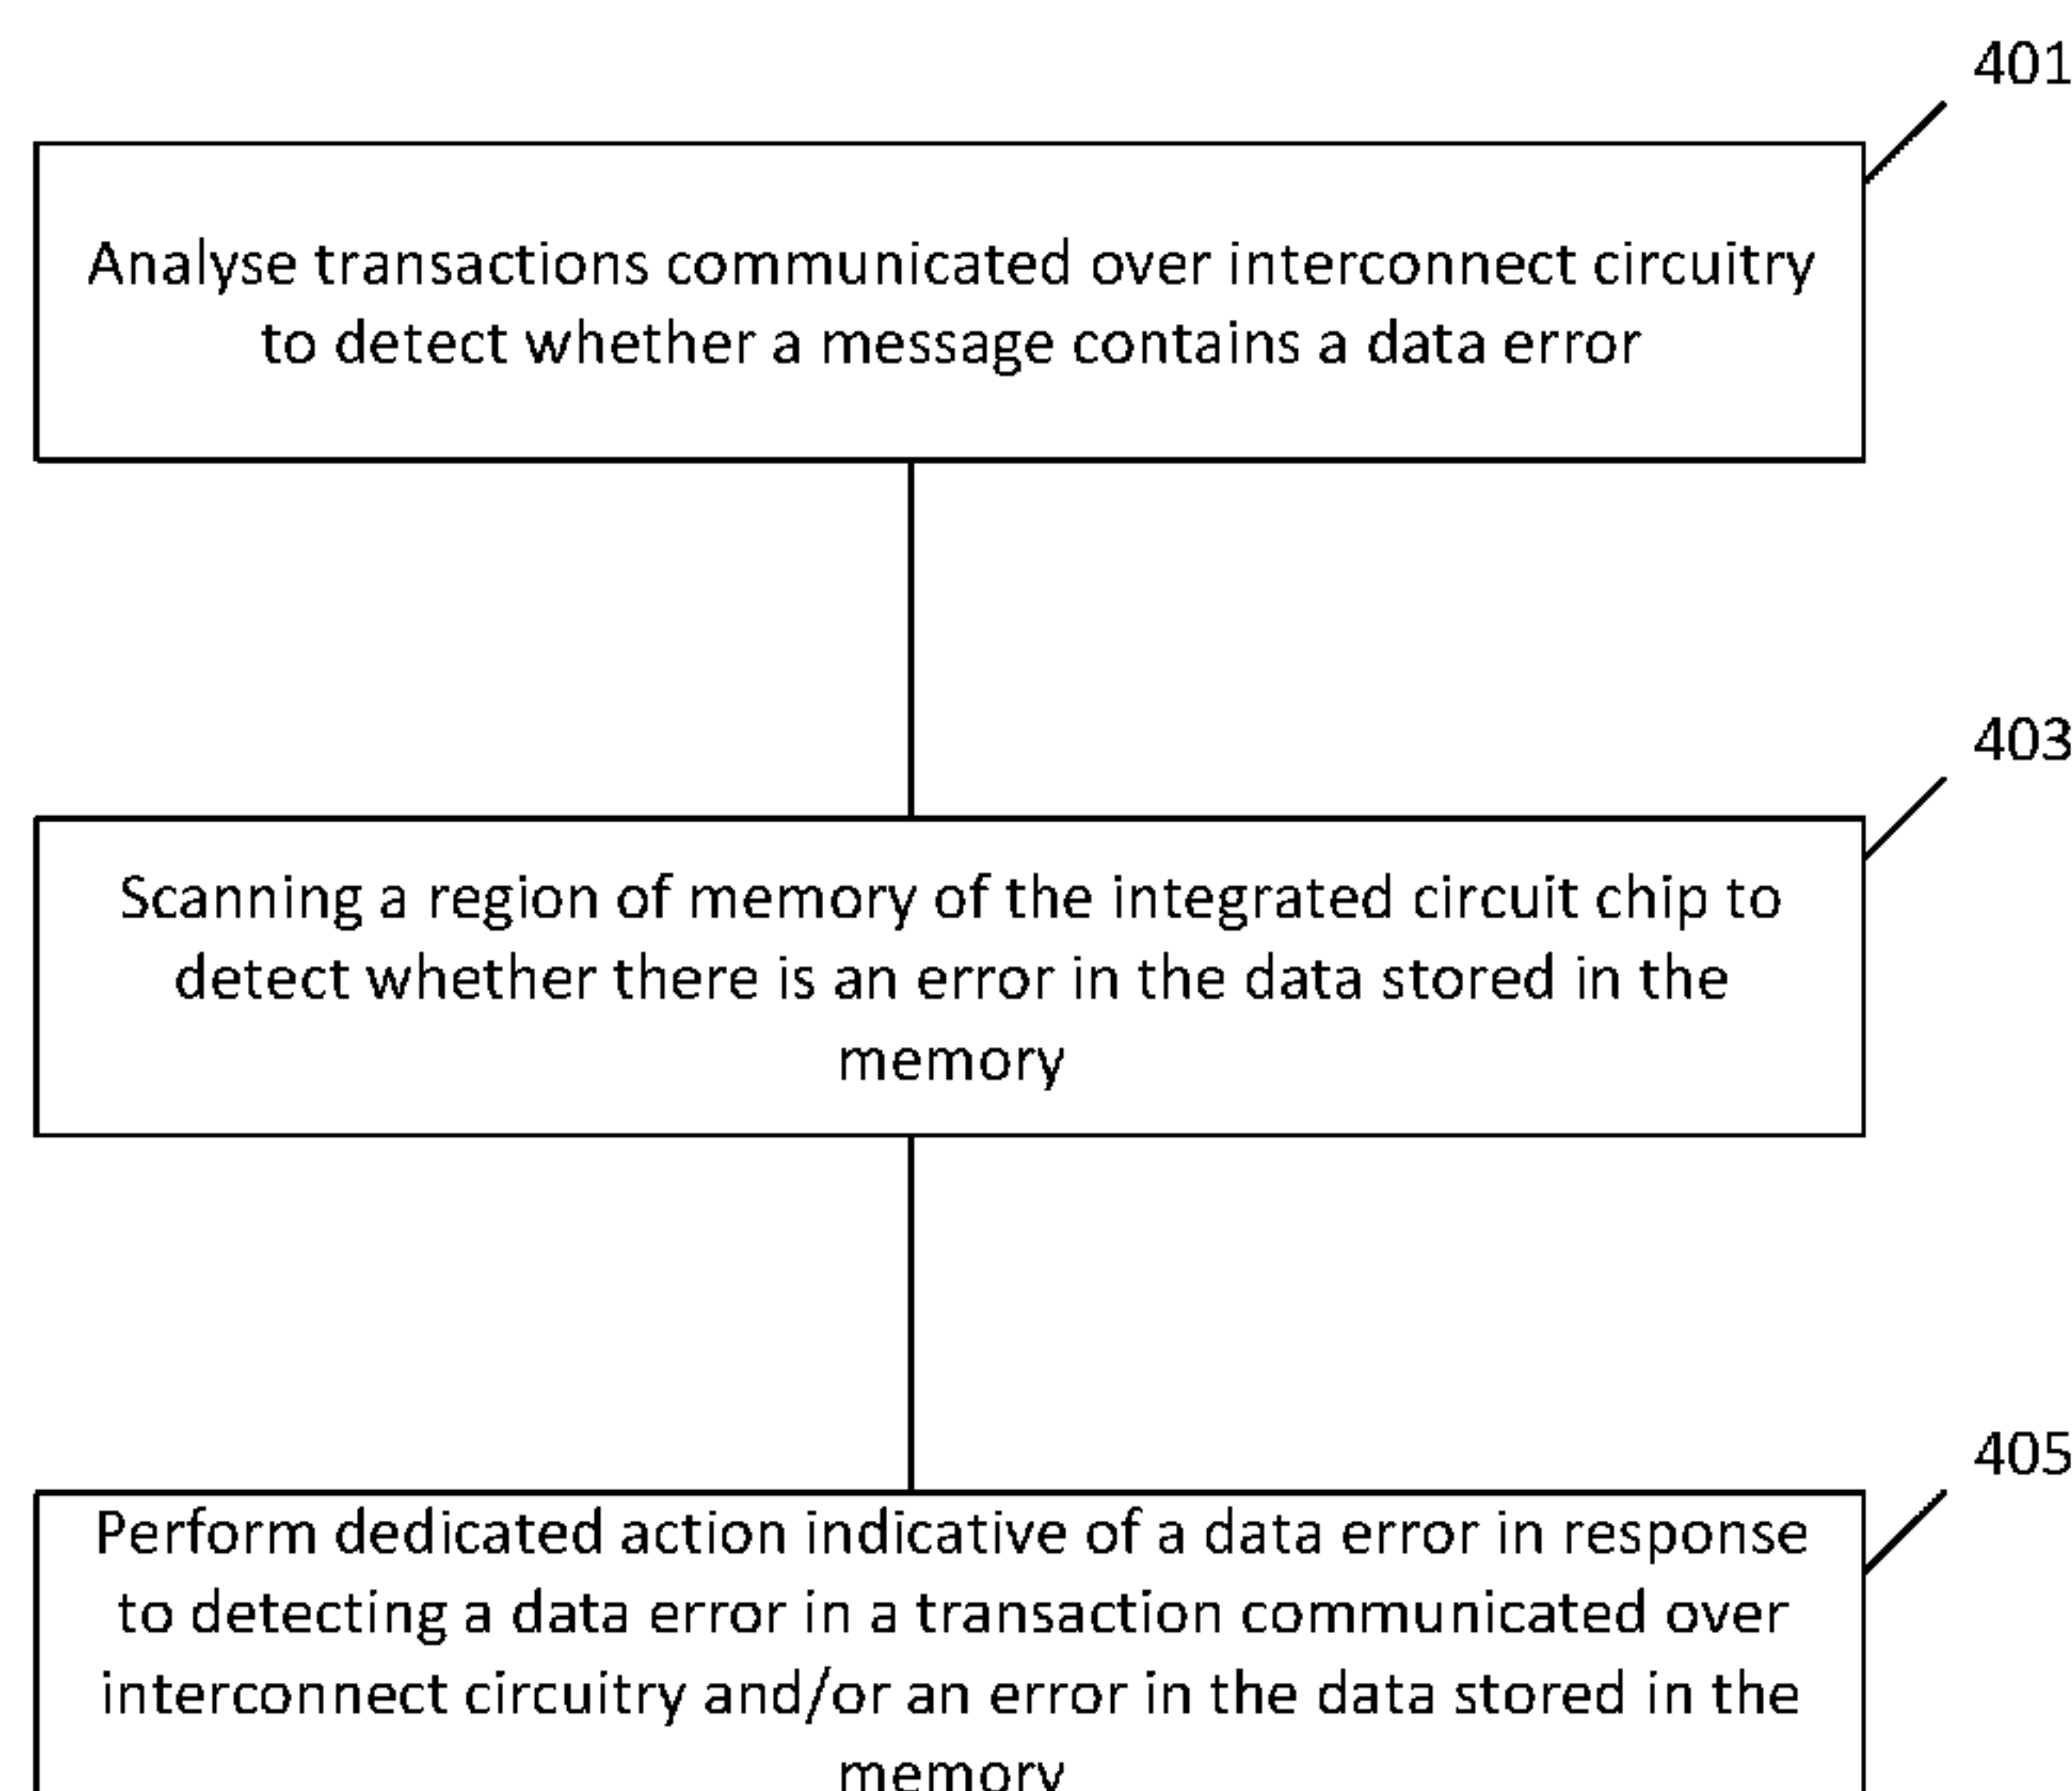 401
Analyse transactions communicated over interconnect circuitry
to detect whether a message contains a data error
403
Scanning a region of memory of the integrated circuit chip to
detect whether there is an error in the data stored in the
memory
405
Perform dedicated action indicative of a data error in response
to detecting a data error in a transaction communicated over
interconnect circuitry and/or an error in the data stored in the
memory